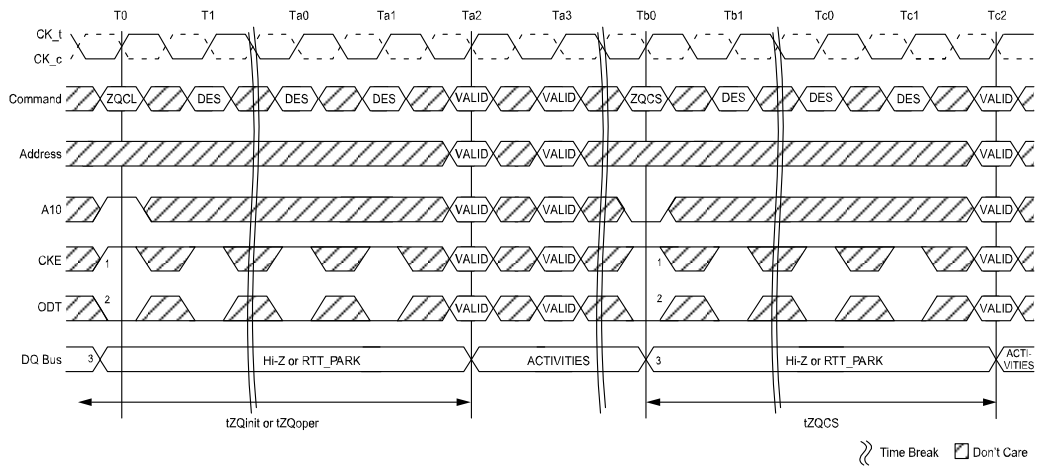 T0 T1 Ta0 Ta1 Ta2 Ta3 Tb0 Tb1 Tc0 Tc1 Tc2
CK_t
CK_c
Command ZQCL DES DES DES VALID VALID ZQCS DES DES DES VALID
Address VALID VALID VALID
A10 VALID VALID VALID
CKE 1 VALID VALID 1 VALID
ODT 2 VALID VALID 2 VALID
DQ Bus 3 Hi-Z or RTT_PARK ACTIVITIES 3 Hi-Z or RTT_PARK ACTI-
VITIES
tZQinit or tZQoper tZQCS
Time Break Don't Care